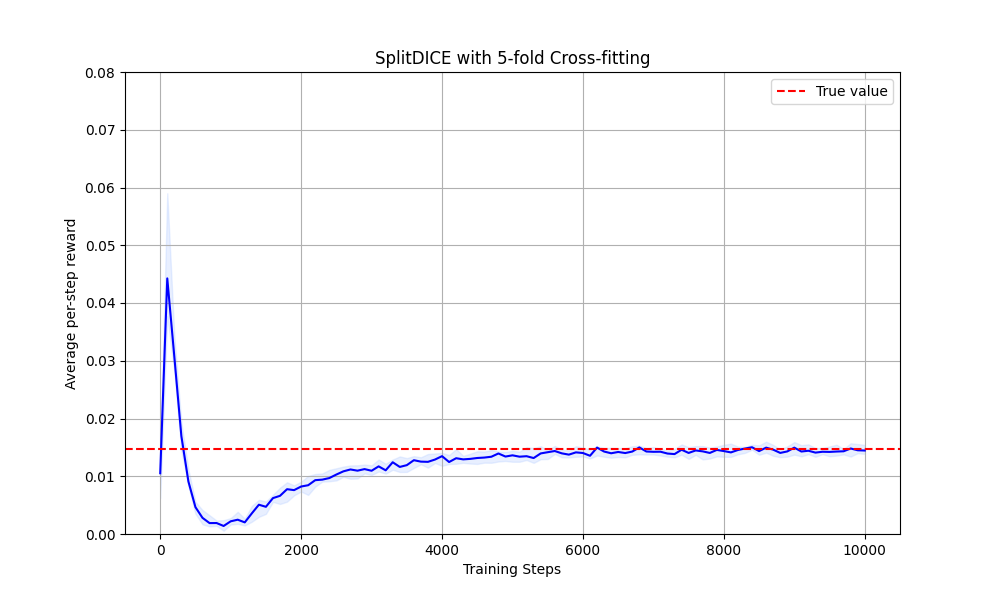 SplitDICE with 5-fold Cross-fitting
True value
Average per-step reward
0.08
0.07
0.06
0.05
0.04
0.03
0.02
0.01
0.00
0 2000 4000 6000 8000 10000
Training Steps